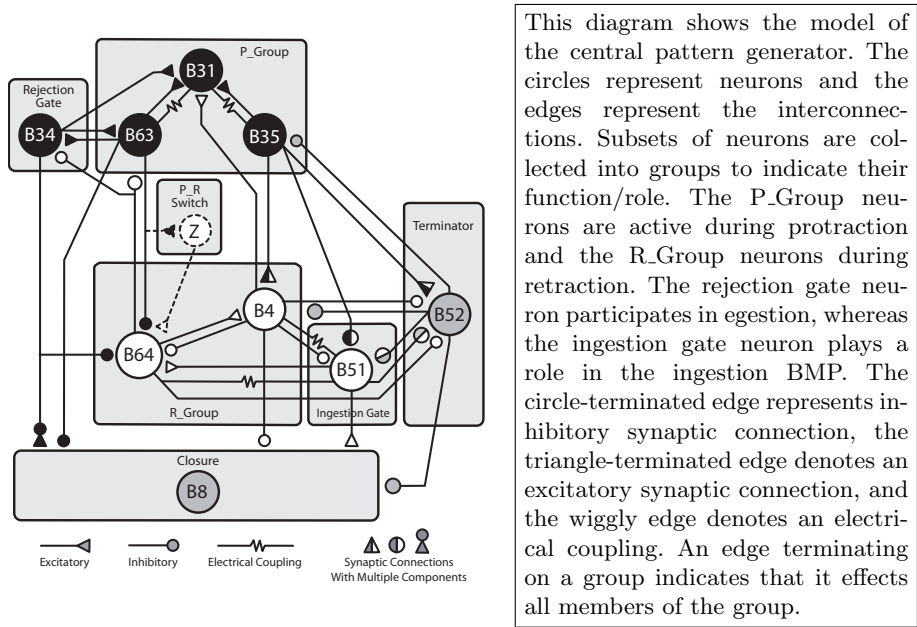 P_Group
B31
Rejection
Gate
B34
B63
B35
P_R
Switch
Z
Terminator
B4
B52
B64
B51
R_Group
Ingestion Gate
Closure
B8
Excitatory
Inhibitory
Electrical Coupling
Synaptic Connections
With Multiple Components
This diagram shows the model of
the central pattern generator. The
circles represent neurons and the
edges represent the interconnec-
tions. Subsets of neurons are col-
lected into groups to indicate their
function/role. The P_Group neu-
rons are active during protraction
and the R_Group neurons during
retraction. The rejection gate neu-
ron participates in egestion, whereas
the ingestion gate neuron plays a
role in the ingestion BMP. The
circle-terminated edge represents in-
hibitory synaptic connection, the
triangle-terminated edge denotes an
excitatory synaptic connection, and
the wiggly edge denotes an electri-
cal coupling. An edge terminating
on a group indicates that it effects
all members of the group.